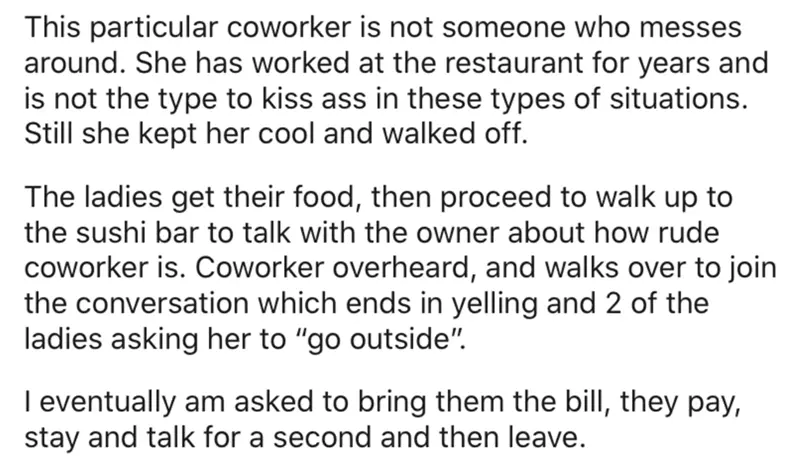 This particular coworker is not someone who messes
around. She has worked at the restaurant for years and
is not the type to kiss ass in these types of situations.
Still she kept her cool and walked off.
The ladies get their food, then proceed to walk up to
the sushi bar to talk with the owner about how rude
coworker is. Coworker overheard, and walks over to join
the conversation which ends in yelling and 2 of the
ladies asking her to “go outside”.
I eventually am asked to bring them the bill, they pay,
stay and talk for a second and then leave.